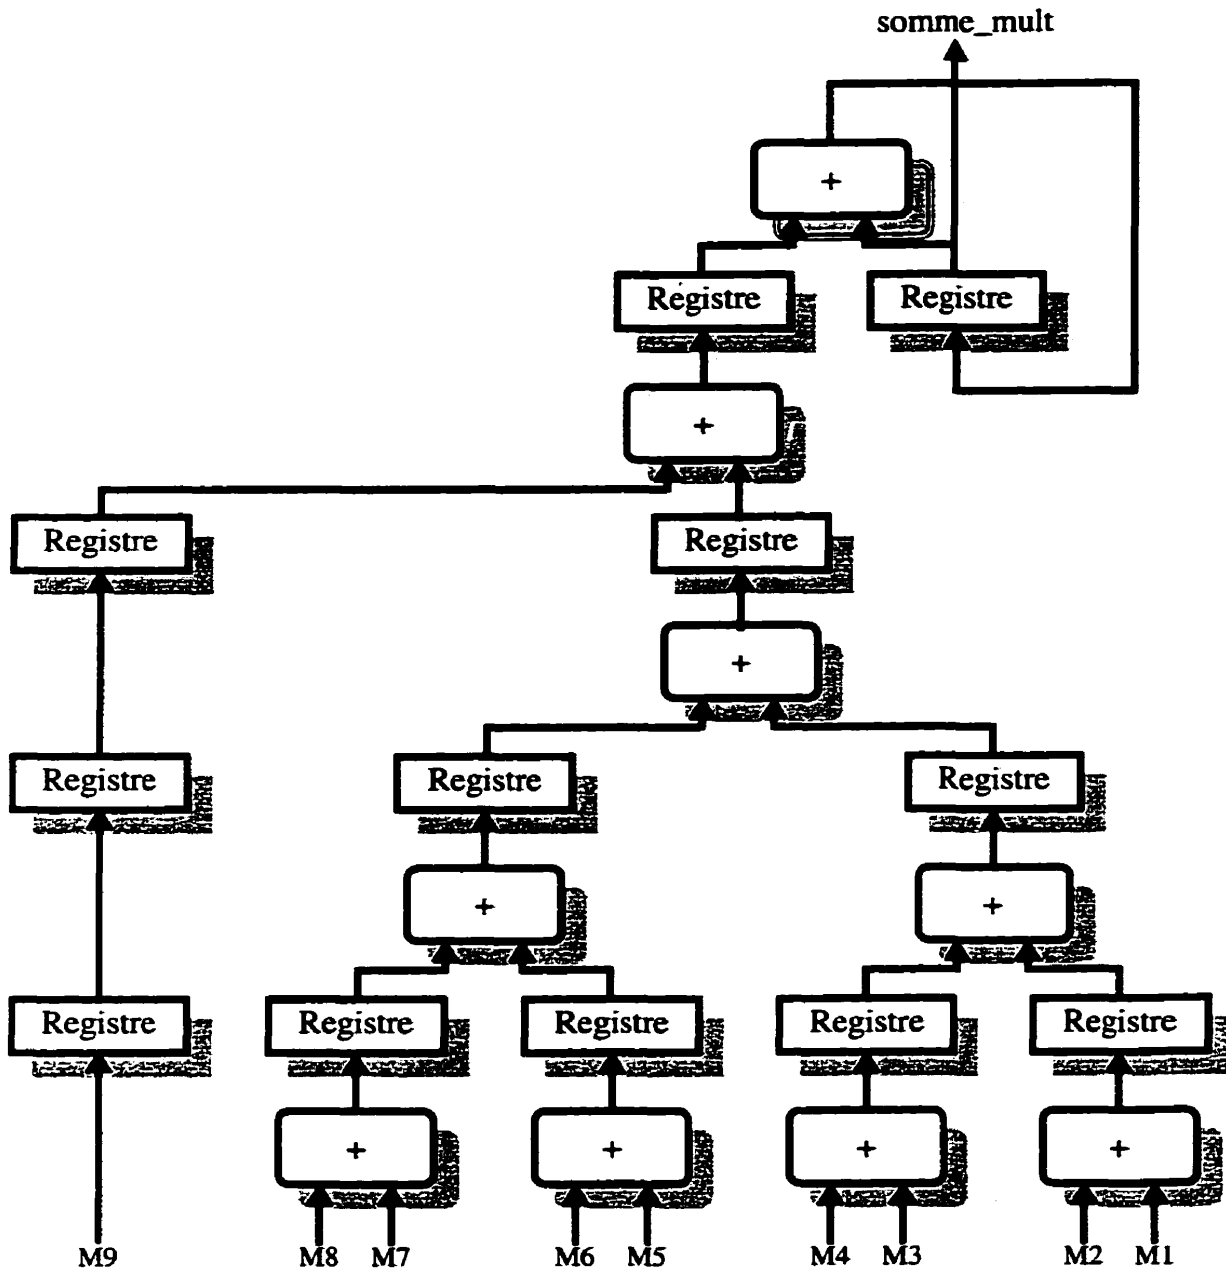 somme_mult
+
Registre Registre
+
Registre Registre
+
Registre Registre Registre
+ +
Registre Registre Registre Registre Registre
+ + + +
M9 M8 M7 M6 M5 M4 M3 M2 M1